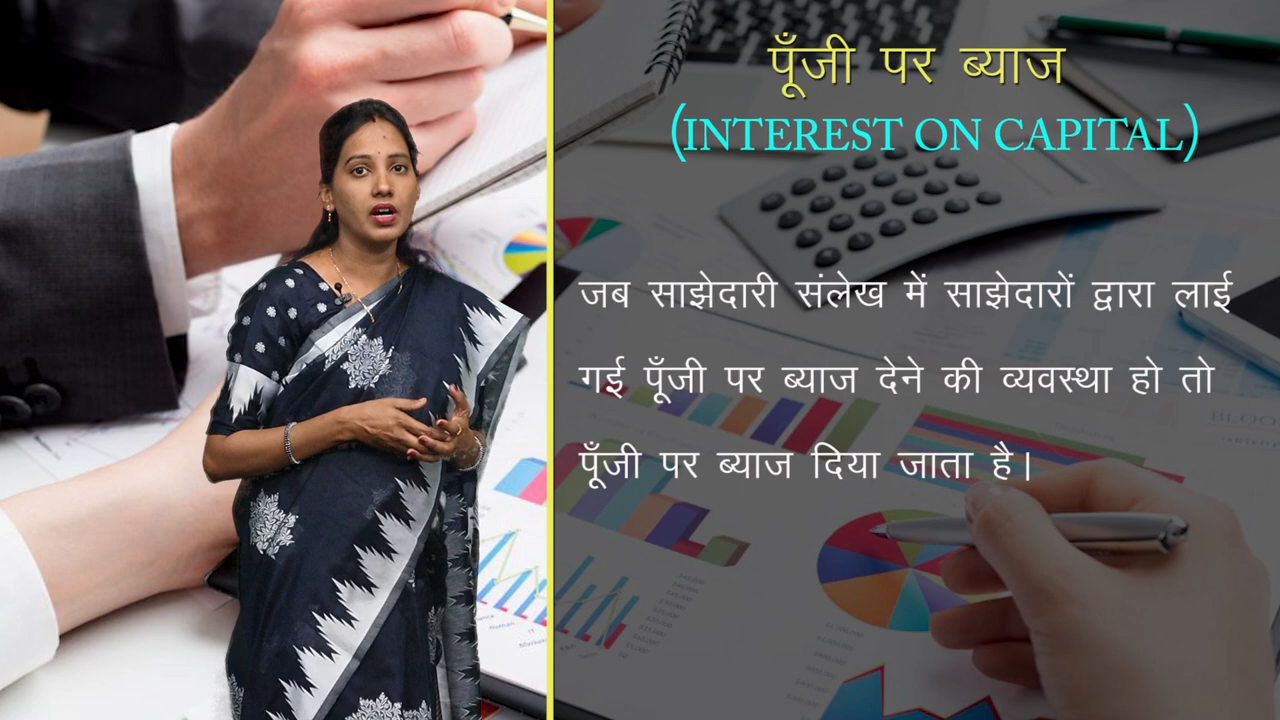 पूँजी पर ब्याज
(INTEREST ON CAPITAL)
जब साझेदारी संलेख में साझेदारों द्वारा लाई
गई पूँजी पर ब्याज देने की व्यवस्था हो तो
पूँजी पर ब्याज दिया जाता है।